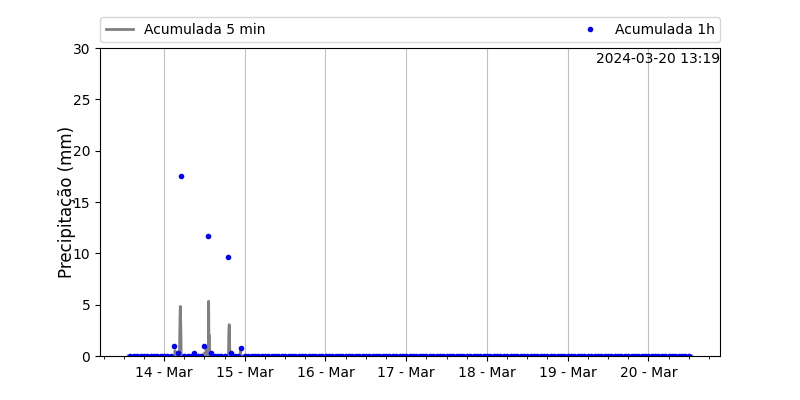 Acumulada 5 min
Acumulada 1h
2024-03-20 13:19
Precipitação (mm)
30
25
20
15
10
5
0
14 - Mar 15 - Mar 16 - Mar 17 - Mar 18 - Mar 19 - Mar 20 - Mar